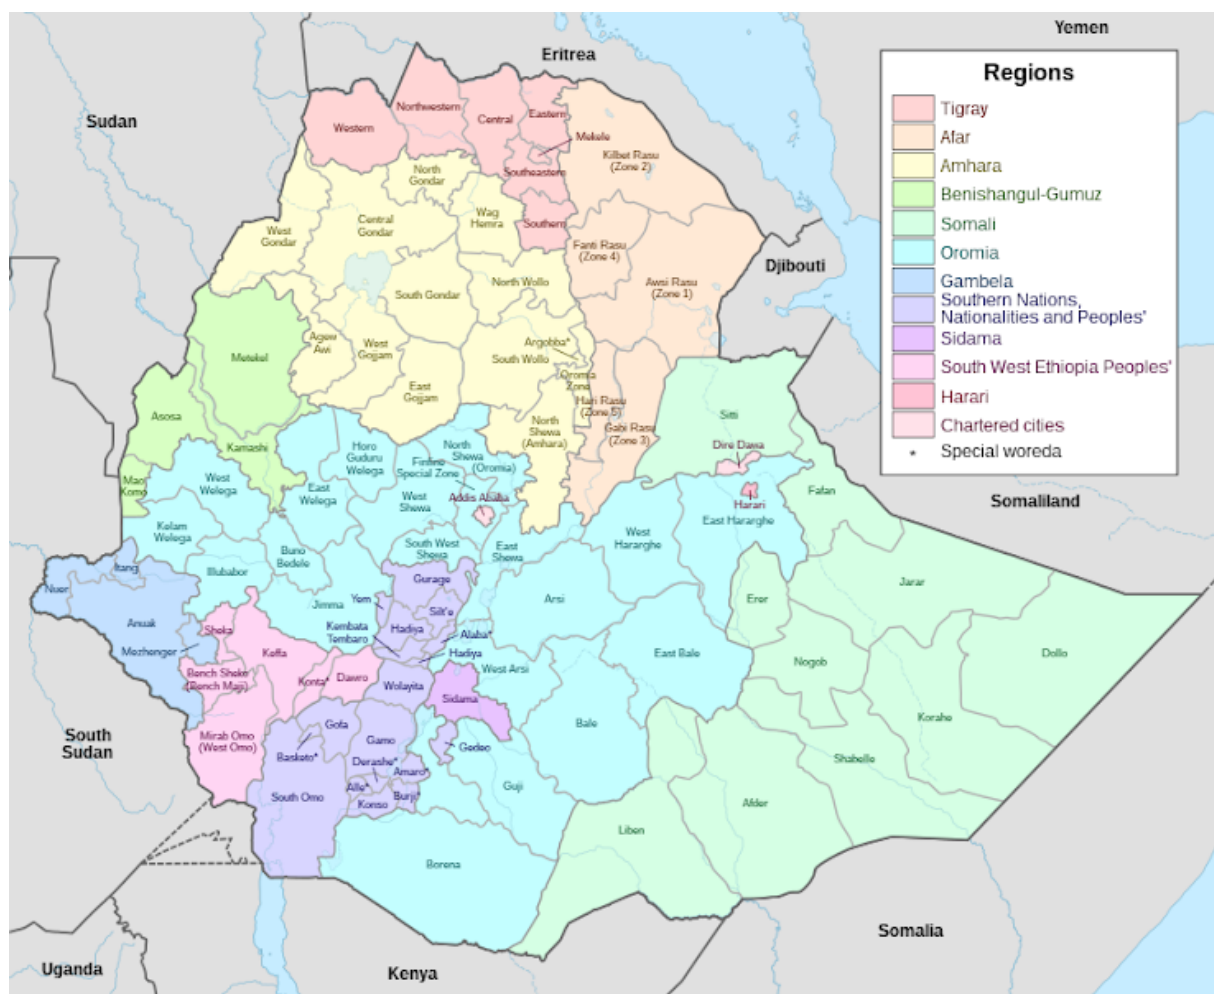 Yemen
Eritrea
Sudan
Djibouti
Somaliland
South
Sudan
Somalia
Uganda
Kenya
Regions
Tigray
Afar
Amhara
Benishangul-Gumuz
Somali
Oromia
Gambela
Southern Nations,
Nationalities and Peoples'
Sidama
South West Ethiopia Peoples'
Harari
Chartered cities
* Special woreda
Western
Northwestern
Central
Eastern
Mekele
Southeastern
Southern
Kilbet Rasu
(Zone 2)
Fanti Rasu
(Zone 4)
Awsi Rasu
(Zone 1)
Hari Rasu
(Zone 5)
Gabi Rasu
(Zone 3)
North
Gondar
Wag
Hemra
Central
Gondar
West
Gondar
South Gondar
North Wollo
Agew
Awi
West
Gojjam
East
Gojjam
South Wollo
Argobba*
Oromia
Zone
North
Shewa
(Amhara)
Metekel
Asosa
Kamashi
Mao
Komo
West
Welega
Horo
Guduru
Welega
East
Welega
North
Shewa
(Oromia)
Finfine
Special Zone
Addis Ababa
West
Shewa
South West
Shewa
East
Shewa
Kelam
Welega
Illubabor
Buno
Bedele
Jimma
Arsi
West
Hararghe
East Hararghe
Harari
Dire Dawa
Sitti
Fafan
Jarar
Erer
Nogob
Dollo
Korahe
Shabelle
Afder
Liben
East Bale
Bale
West Arsi
Guji
Borena
Itang
Nuer
Anuak
Mezhenger
Sheka
Keffa
Bench Sheko
(Bench Maji)
Konta*
Dawro
Mirab Omo
(West Omo)
Gurage
Yem
Silt'e
Hadiya
Kembata
Tembaro
Alaba*
Hadiya
Wolayita
Sidama
Gofa
Gamo
Basketo*
Gedeo
Derashe*
Amaro*
Alle*
Burji*
Konso
South Omo